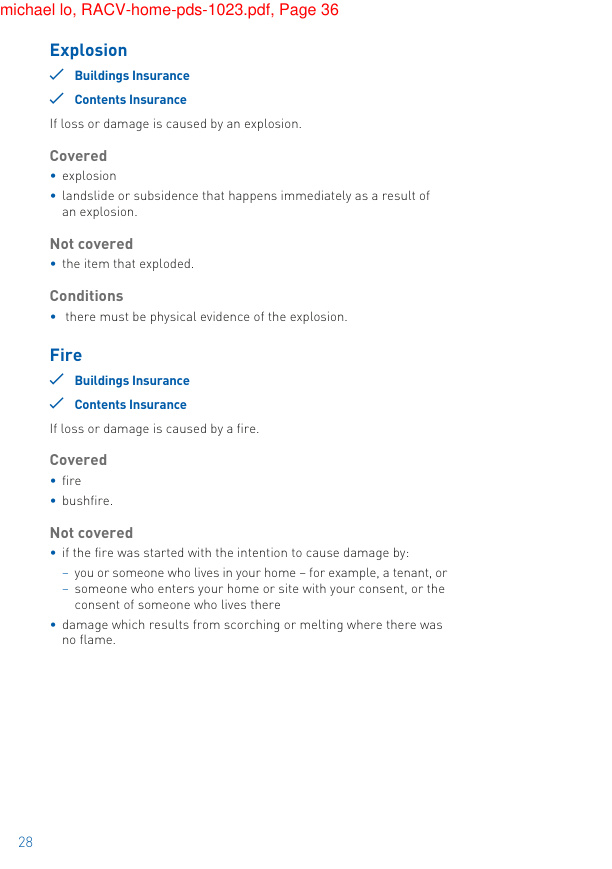 michael lo, RACV-home-pds-1023.pdf, Page 36
Explosion
✓ Buildings Insurance
✓ Contents Insurance
If loss or damage is caused by an explosion.
Covered
• explosion
• landslide or subsidence that happens immediately as a result of
an explosion.
Not covered
• the item that exploded.
Conditions
• there must be physical evidence of the explosion.
Fire
✓ Buildings Insurance
✓ Contents Insurance
If loss or damage is caused by a fire.
Covered
• fire
• bushfire.
Not covered
• if the fire was started with the intention to cause damage by:
– you or someone who lives in your home – for example, a tenant, or
– someone who enters your home or site with your consent, or the
consent of someone who lives there
• damage which results from scorching or melting where there was
no flame.
28